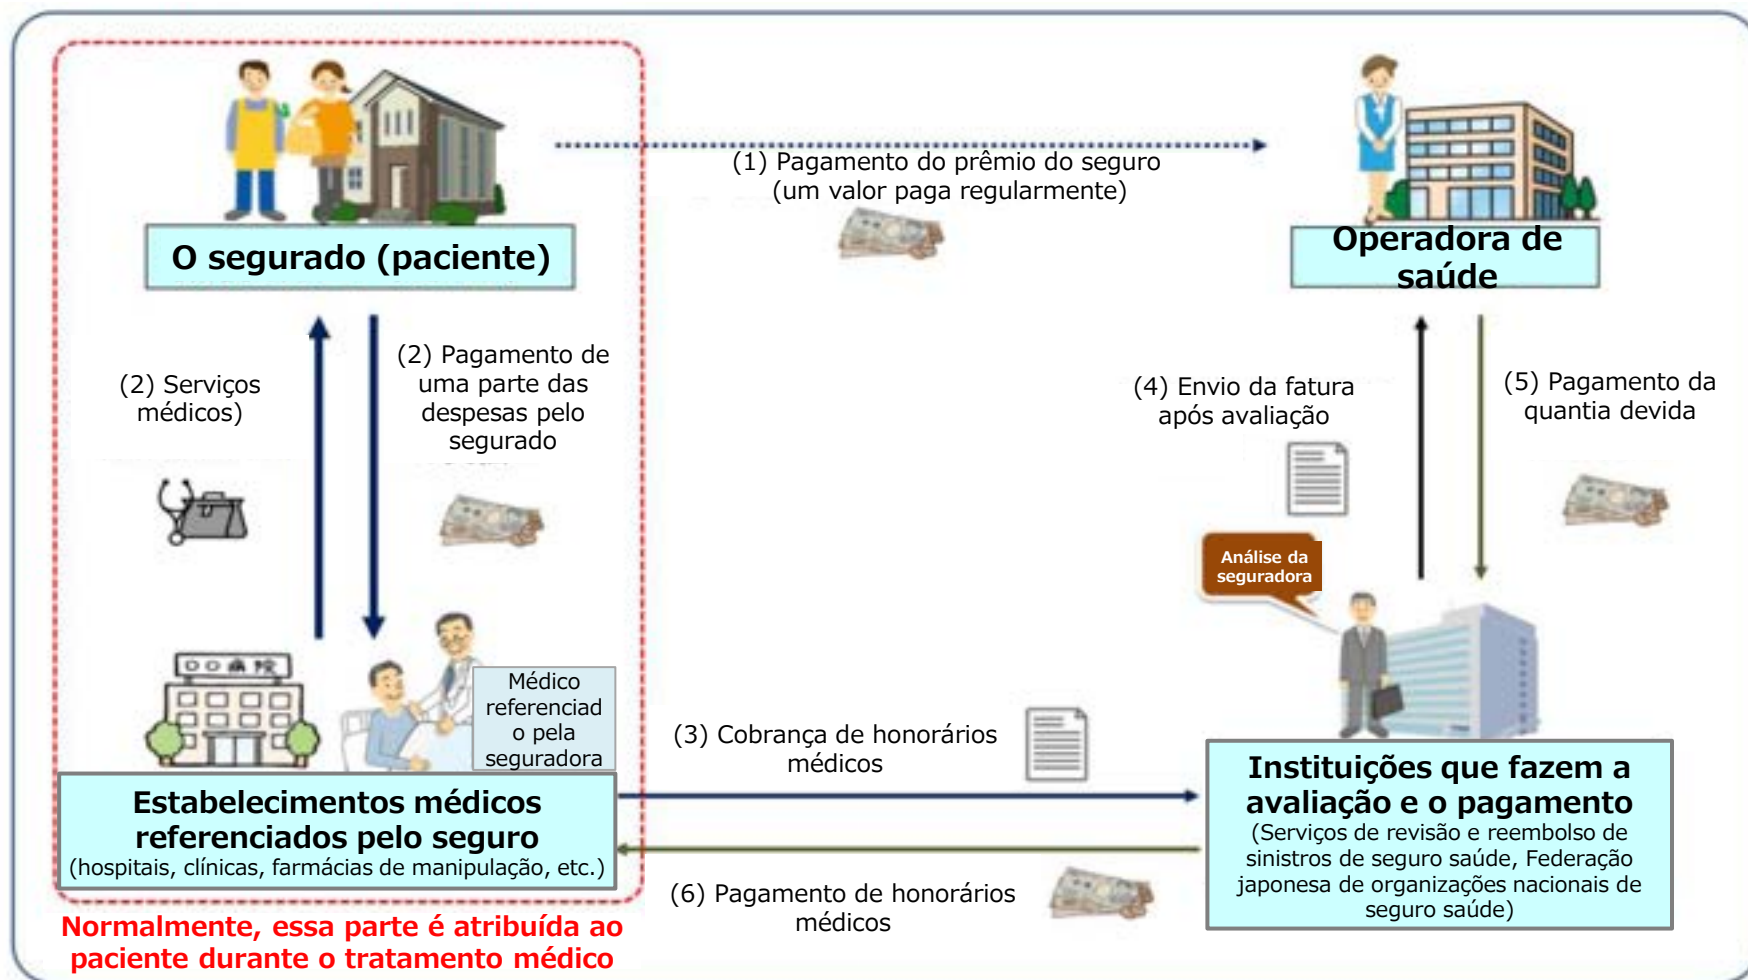 (1) Pagamento do prêmio do seguro
(um valor paga regularmente)
O segurado (paciente)
Operadora de
saúde
(2) Serviços
médicos)
(2) Pagamento de
uma parte das
despesas pelo
segurado
(4) Envio da fatura
após avaliação
(5) Pagamento da
quantia devida
Análise da
seguradora
○○病院
Médico
referenciad
o pela
seguradora
(3) Cobrança de honorários
médicos
Estabelecimentos médicos
referenciados pelo seguro
(hospitais, clínicas, farmácias de manipulação, etc.)
Instituições que fazem a
avaliação e o pagamento
(Serviços de revisão e reembolso de
sinistros de seguro saúde, Federação
japonesa de organizações nacionais de
seguro saúde)
(6) Pagamento de honorários
médicos
Normalmente, essa parte é atribuída ao
paciente durante o tratamento médico